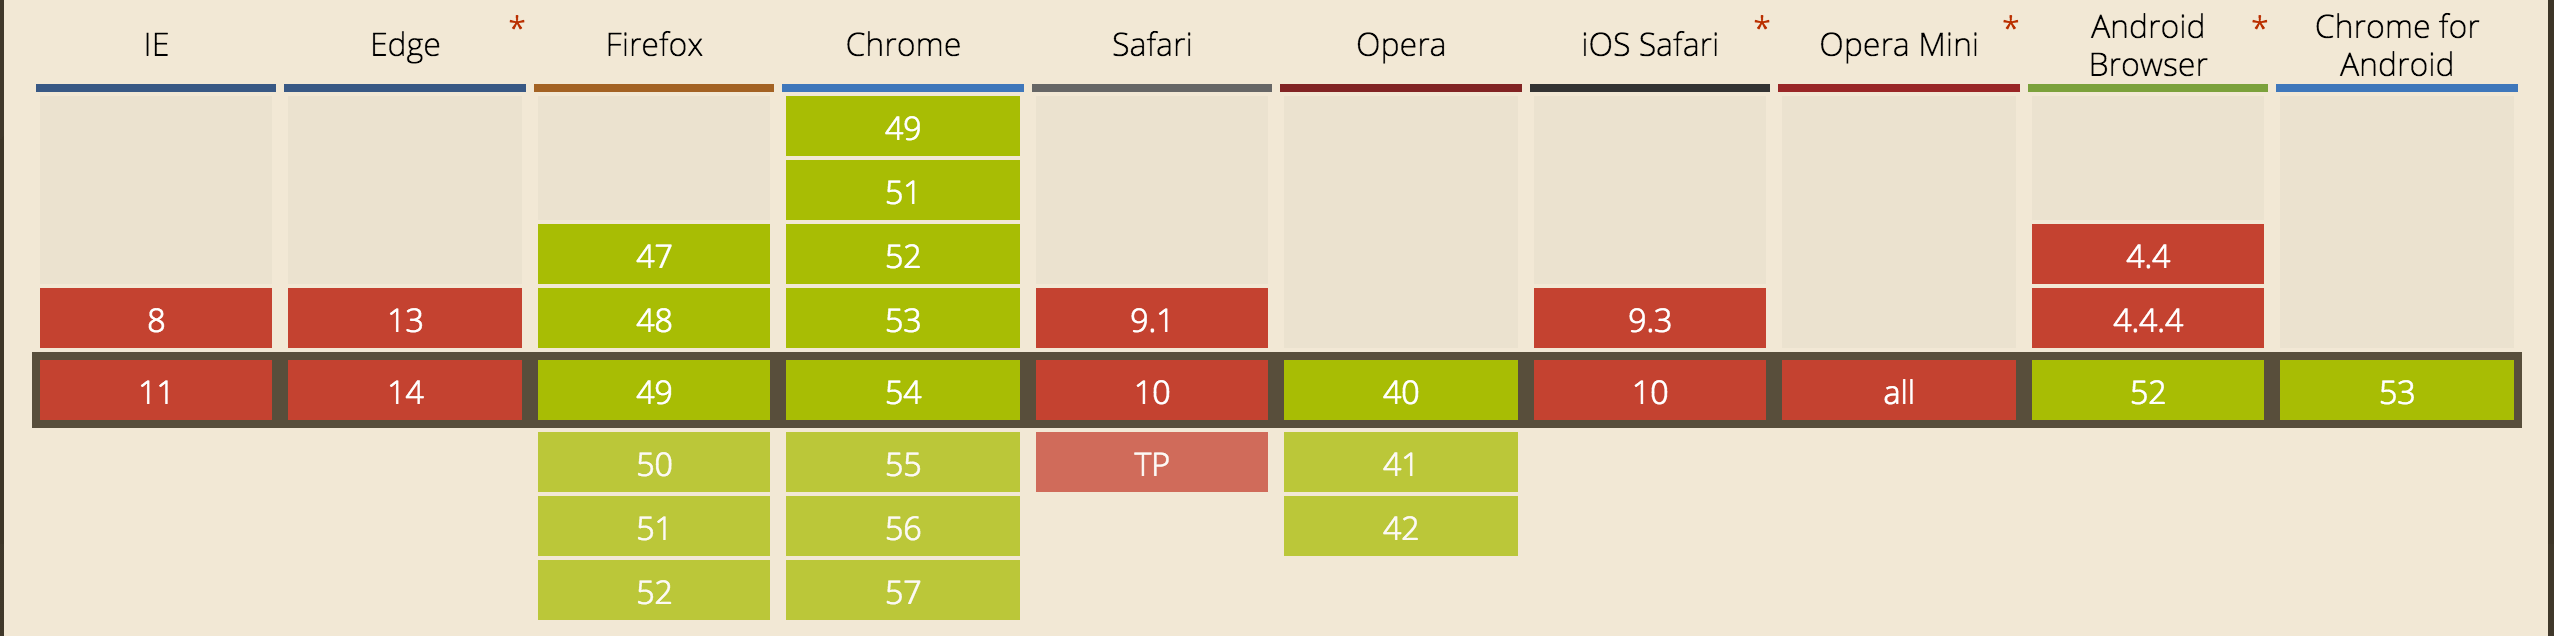 IE Edge * Firefox Chrome Safari Opera iOS Safari * Opera Mini * Android Browser * Chrome for Android
49
51
47 52 4.4
8 13 48 53 9.1 9.3 4.4.4
11 14 49 54 10 40 10 all 52 53
50 55 TP 41
51 56 42
52 57